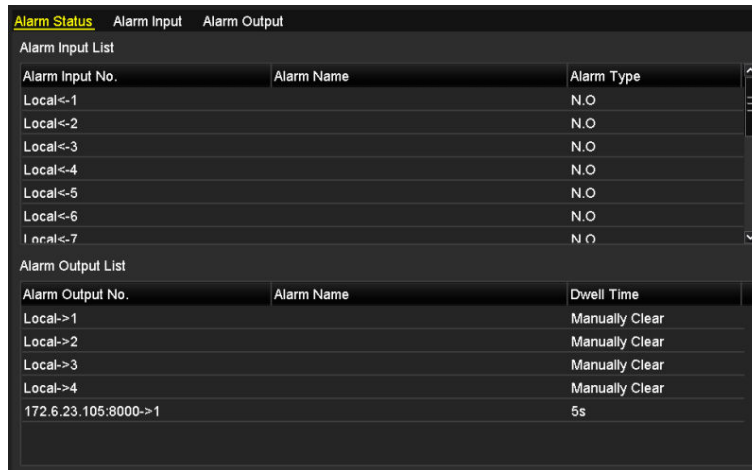 Alarm Status Alarm Input Alarm Output
Alarm Input List
Alarm Input No. Alarm Name Alarm Type
Local<-1 N.O
Local<-2 N.O
Local<-3 N.O
Local<-4 N.O
Local<-5 N.O
Local<-6 N.O
Local<-7 N.O
Alarm Output List
Alarm Output No. Alarm Name Dwell Time
Local->1 Manually Clear
Local->2 Manually Clear
Local->3 Manually Clear
Local->4 Manually Clear
172.6.23.105:8000->1 5s